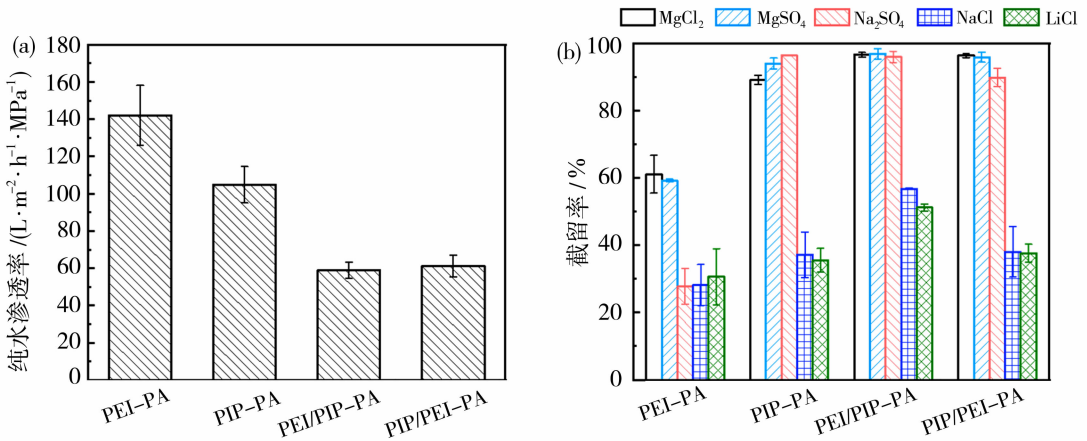 MgCl₂ MgSO₄ Na₂SO₄ NaCl LiCl
(a)
纯水渗透率 /(L·m⁻²·h⁻¹·MPa⁻¹)
180
160
140
120
100
80
60
40
20
0
PEI–PA PIP–PA PEI/PIP–PA PIP/PEI–PA
(b)
截留率 / %
100
80
60
40
20
0
PEI–PA PIP–PA PEI/PIP–PA PIP/PEI–PA